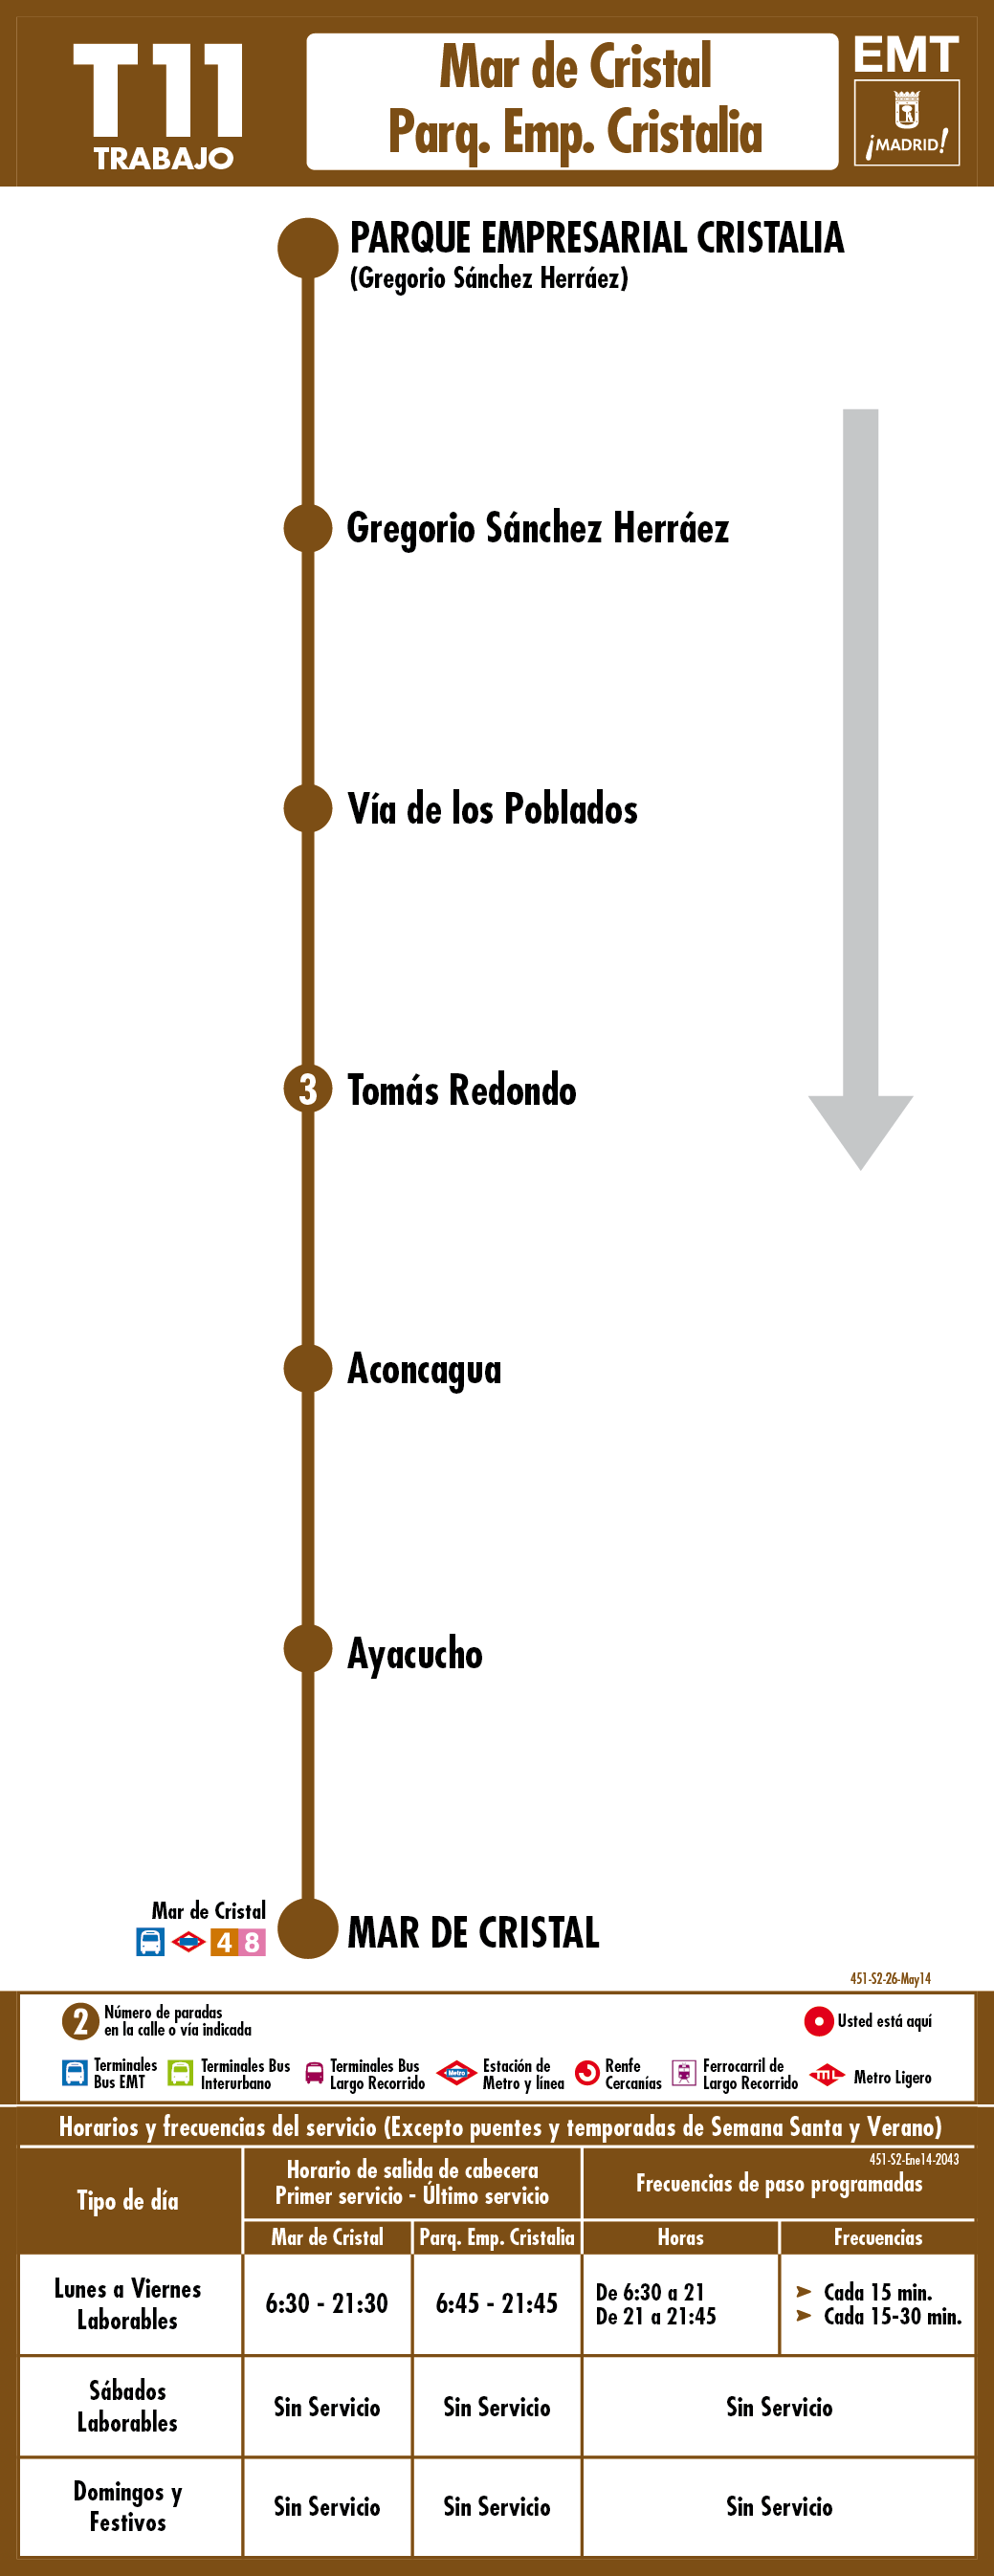 T11
TRABAJO
Mar de Cristal
Parq. Emp. Cristalia
EMT
¡MADRID!
PARQUE EMPRESARIAL CRISTALIA
(Gregorio Sánchez Herráez)
Gregorio Sánchez Herráez
Vía de los Poblados
3 Tomás Redondo
Aconcagua
Ayacucho
Mar de Cristal
4 8
MAR DE CRISTAL
451-S2-26-May14
2 Número de paradas
en la calle o vía indicada
Usted está aquí
Terminales
Bus EMT
Terminales Bus
Interurbano
Terminales Bus
Largo Recorrido
Metro
Estación de
Metro y línea
Renfe
Cercanías
Ferrocarril de
Largo Recorrido
mL
Metro Ligero
Horarios y frecuencias del servicio (Excepto puentes y temporadas de Semana Santa y Verano)
451-S2-Ene14-2043
Tipo de día
Horario de salida de cabecera
Primer servicio - Último servicio
Frecuencias de paso programadas
Mar de Cristal
Parq. Emp. Cristalia
Horas
Frecuencias
Lunes a Viernes
Laborables
6:30 - 21:30
6:45 - 21:45
De 6:30 a 21 ➤ Cada 15 min.
De 21 a 21:45 ➤ Cada 15-30 min.
Sábados
Laborables
Sin Servicio
Sin Servicio
Sin Servicio
Domingos y
Festivos
Sin Servicio
Sin Servicio
Sin Servicio